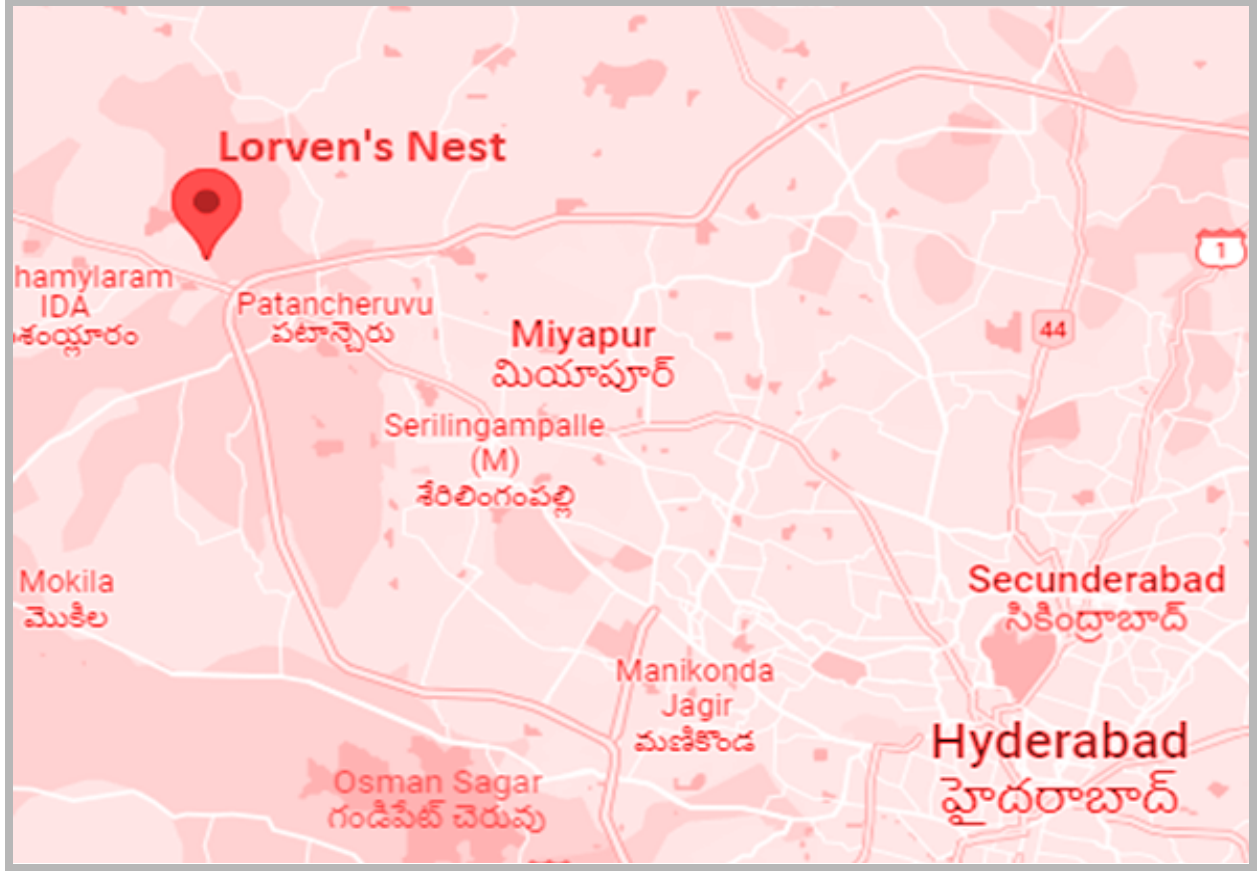 Lorven's Nest
1
hamylaram
IDA
Patancheruvu
పటాన్చెరు
శంయ్లారం
44
Miyapur
మియాపూర్
Serilingampalle
(M)
శేరిలింగంపల్లి
Mokila
మొకిల
Secunderabad
సికింద్రాబాద్
Manikonda
Jagir
మణికొండ
Hyderabad
హైదరాబాద్
Osman Sagar
గండిపేట్ చెరువు